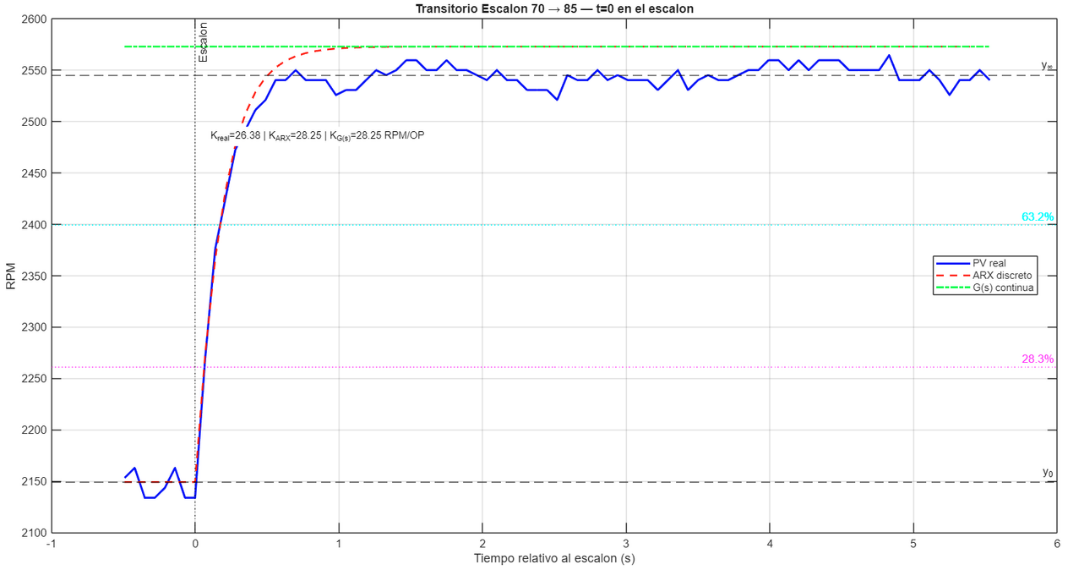 Transitorio Escalon 70 → 85 — t=0 en el escalon
2600
2550
2500
2450
2400
2350
2300
2250
2200
2150
2100
RPM
Escalon
y∞
K_real=26.38 | K_ARX=28.25 | K_G(s)=28.25 RPM/OP
63.2%
PV real
ARX discreto
G(s) continua
28.3%
y₀
-1 0 1 2 3 4 5 6
Tiempo relativo al escalon (s)